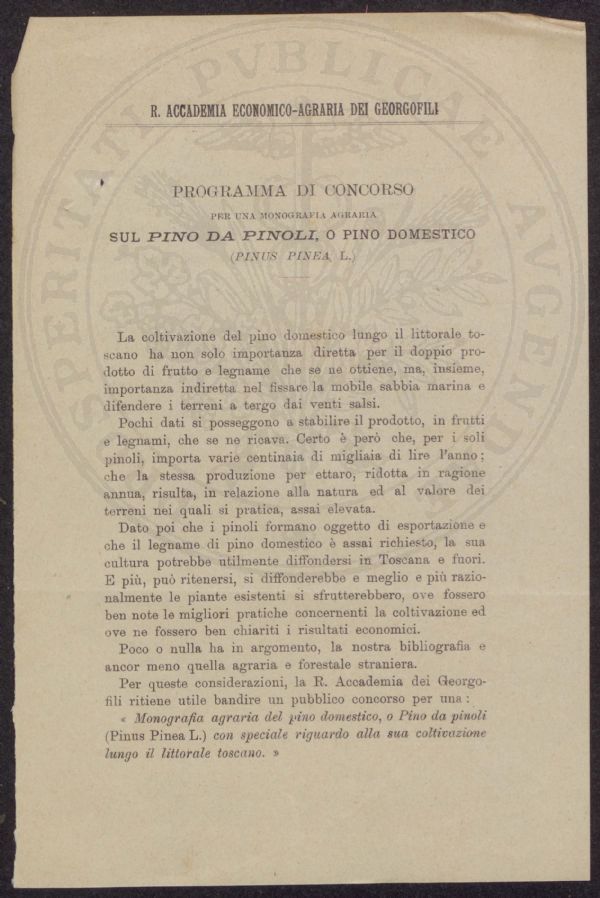 PROSPERITATI PVBLICAE AVGENDAE
R. ACCADEMIA ECONOMICO-AGRARIA DEI GEORGOFILI
PROGRAMMA DI CONCORSO
PER UNA MONOGRAFIA AGRARIA
SUL PINO DA PINOLI, O PINO DOMESTICO
(PINUS PINEA L.)
La coltivazione del pino domestico lungo il littorale to-
scano ha non solo importanza diretta per il doppio pro-
dotto di frutto e legname che se ne ottiene, ma, insieme,
importanza indiretta nel fissare la mobile sabbia marina e
difendere i terreni a tergo dai venti salsi.
Pochi dati si posseggono a stabilire il prodotto, in frutti
e legnami, che se ne ricava. Certo è però che, per i soli
pinoli, importa varie centinaia di migliaia di lire l'anno;
che la stessa produzione per ettaro, ridotta in ragione
annua, risulta, in relazione alla natura ed al valore dei
terreni nei quali si pratica, assai elevata.
Dato poi che i pinoli formano oggetto di esportazione e
che il legname di pino domestico è assai richiesto, la sua
cultura potrebbe utilmente diffondersi in Toscana e fuori.
E più, può ritenersi, si diffonderebbe e meglio e più razio-
nalmente le piante esistenti si sfrutterebbero, ove fossero
ben note le migliori pratiche concernenti la coltivazione ed
ove ne fossero ben chiariti i risultati economici.
Poco o nulla ha in argomento, la nostra bibliografia e
ancor meno quella agraria e forestale straniera.
Per queste considerazioni, la R. Accademia dei Georgo-
fili ritiene utile bandire un pubblico concorso per una :
« Monografia agraria del pino domestico, o Pino da pinoli
(Pinus Pinea L.) con speciale riguardo alla sua coltivazione
lungo il littorale toscano. »